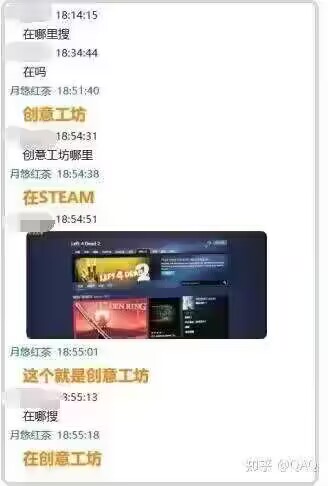 18:14:15
在哪里搜
18:34:44
在吗
月悠红茶 18:51:40
创意工坊
18:54:31
创意工坊哪里
月悠红茶 18:54:38
在STEAM
18:54:51
Left 4 Dead 2
LEFT 4 DEAD 2
ELDEN RING
月悠红茶 18:55:01
这个就是创意工坊
18:55:13
在哪搜
月悠红茶 18:55:18
在创意工坊
知乎 @QAQ